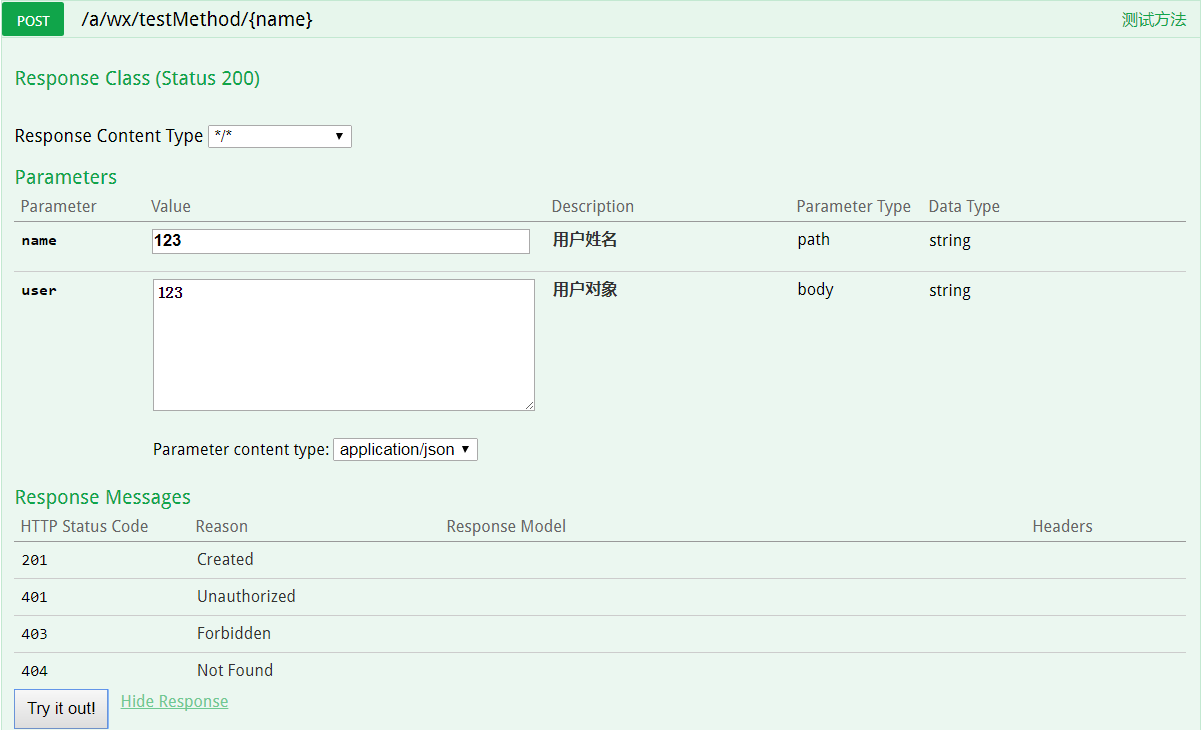 POST /a/wx/testMethod/{name} 测试方法
Response Class (Status 200)
Response Content Type */*
Parameters
Parameter Value Description Parameter Type Data Type
name 123 用户姓名 path string
user 123 用户对象 body string
Parameter content type: application/json
Response Messages
HTTP Status Code Reason Response Model Headers
201 Created
401 Unauthorized
403 Forbidden
404 Not Found
Try it out! Hide Response